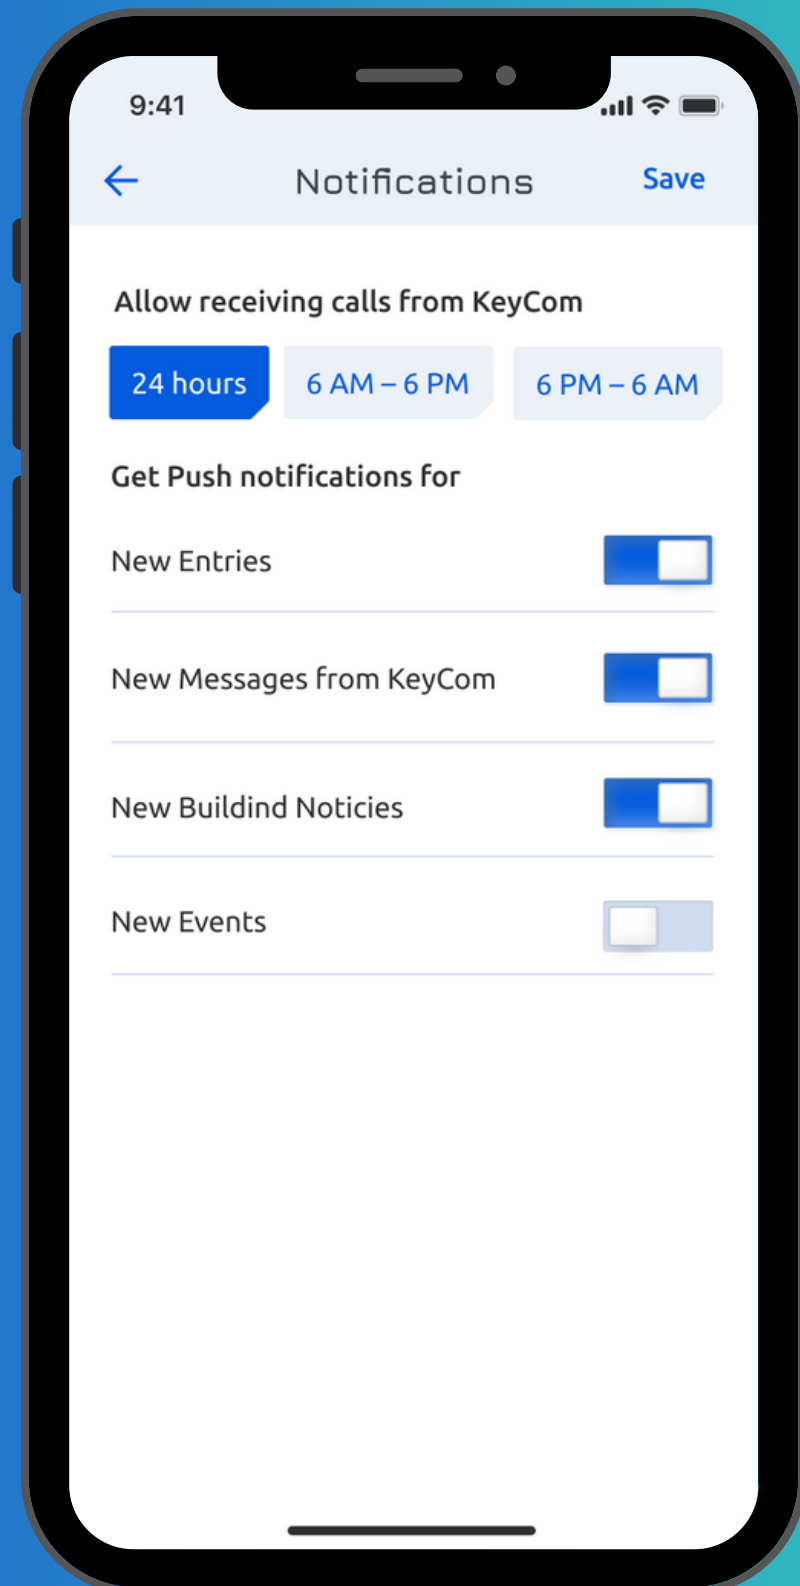 9:41
Notifications
Save
Allow receiving calls from KeyCom
24 hours
6 AM – 6 PM
6 PM – 6 AM
Get Push notifications for
New Entries
New Messages from KeyCom
New Buildind Noticies
New Events